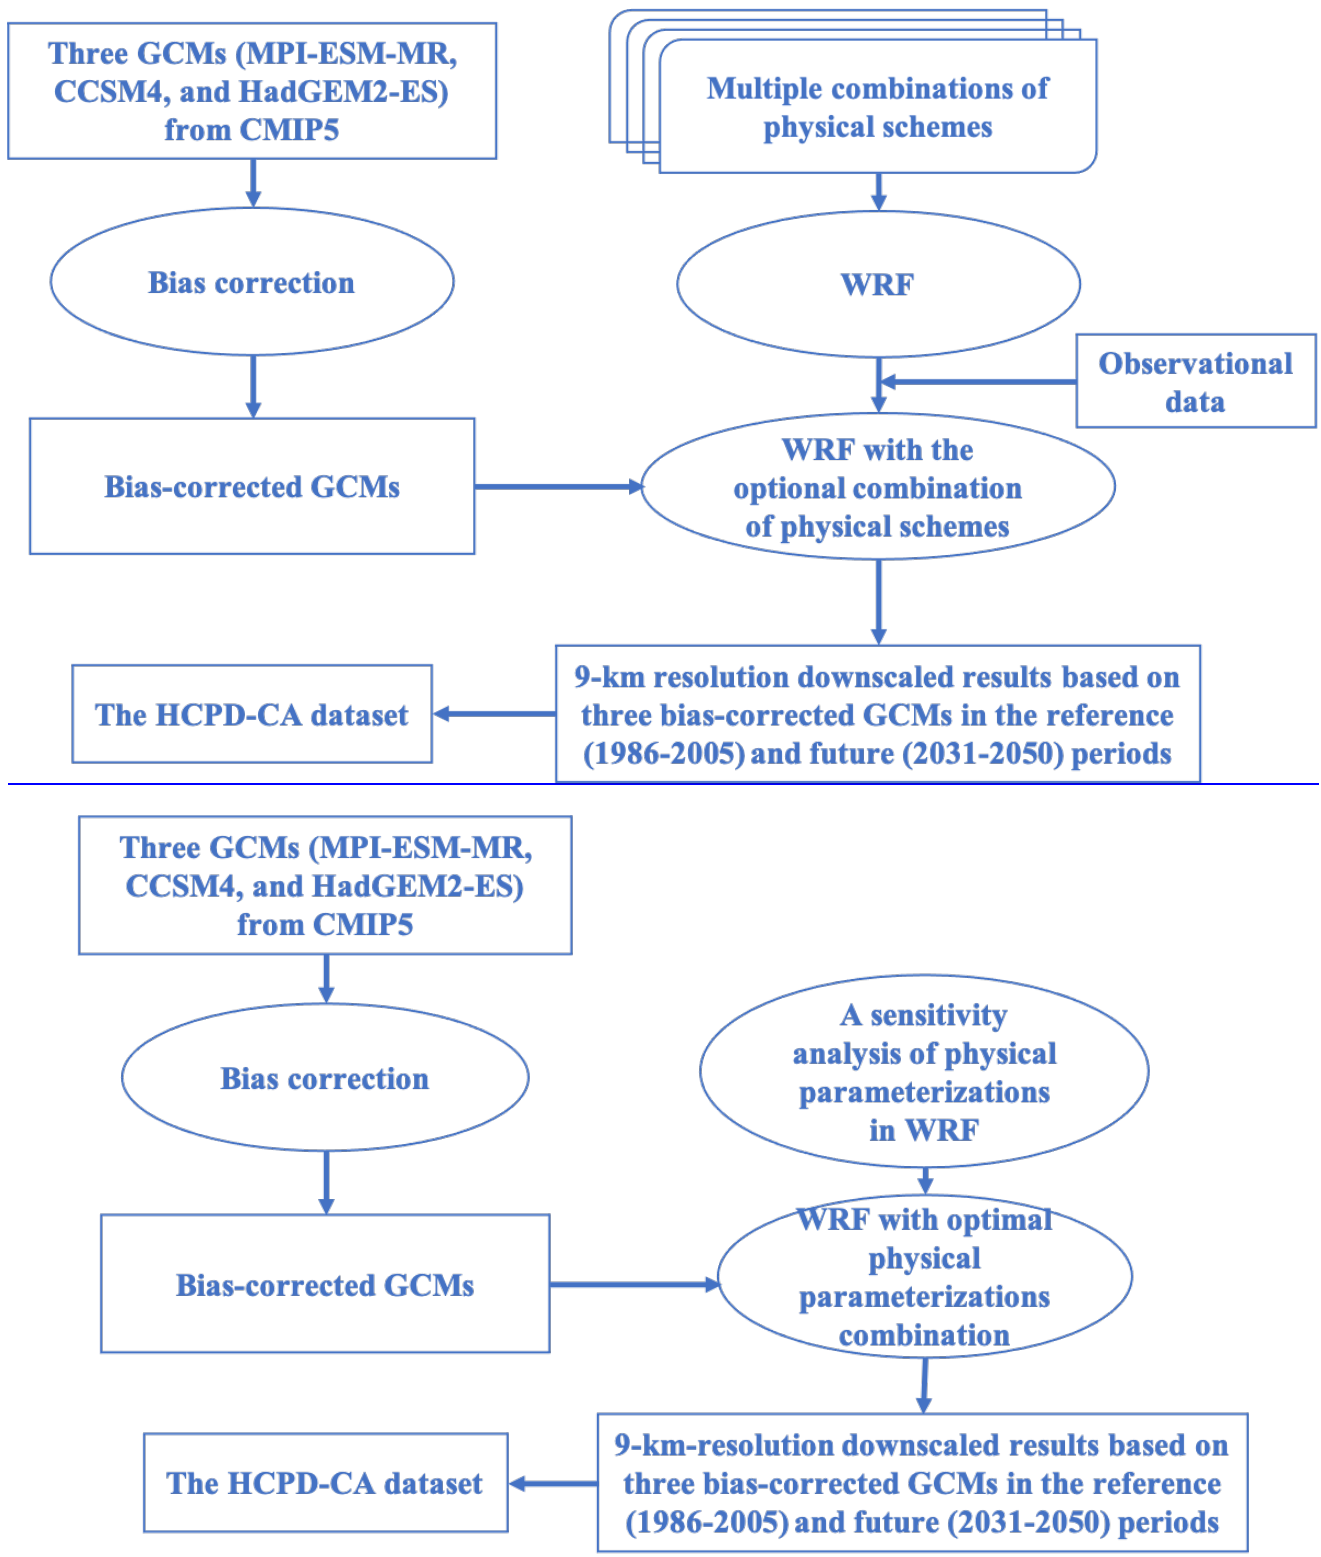 Three GCMs (MPI-ESM-MR,
CCSM4, and HadGEM2-ES)
from CMIP5
Multiple combinations of
physical schemes
Bias correction
WRF
Observational
data
Bias-corrected GCMs
WRF with the
optional combination
of physical schemes
The HCPD-CA dataset
9-km resolution downscaled results based on
three bias-corrected GCMs in the reference
(1986-2005) and future (2031-2050) periods
Three GCMs (MPI-ESM-MR,
CCSM4, and HadGEM2-ES)
from CMIP5
Bias correction
A sensitivity
analysis of physical
parameterizations
in WRF
Bias-corrected GCMs
WRF with optimal
physical
parameterizations
combination
The HCPD-CA dataset
9-km-resolution downscaled results based on
three bias-corrected GCMs in the reference
(1986-2005) and future (2031-2050) periods